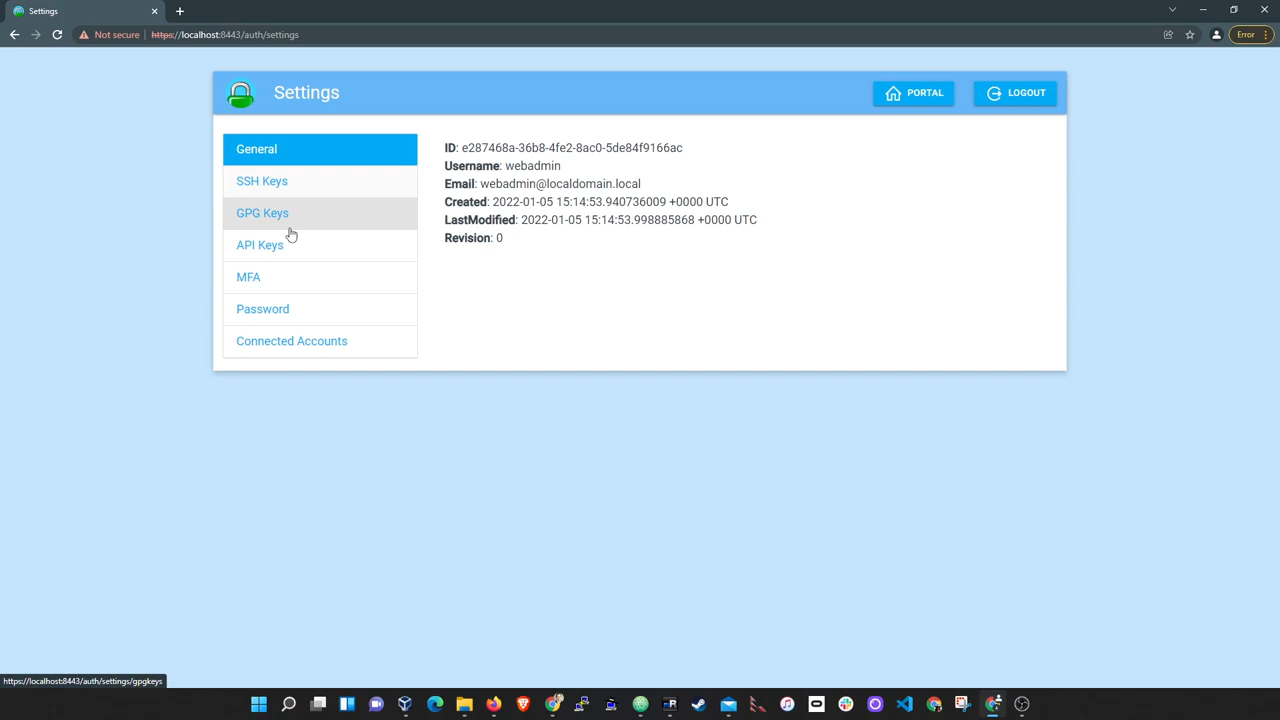 Settings
Not secure
https://localhost:8443/auth/settings
Error
Settings
PORTAL
LOGOUT
General
SSH Keys
GPG Keys
API Keys
MFA
Password
Connected Accounts
ID: e287468a-36b8-4fe2-8ac0-5de84f9166ac
Username: webadmin
Email: webadmin@localdomain.local
Created: 2022-01-05 15:14:53.940736009 +0000 UTC
LastModified: 2022-01-05 15:14:53.998885868 +0000 UTC
Revision: 0
https://localhost:8443/auth/settings/gpgkeys